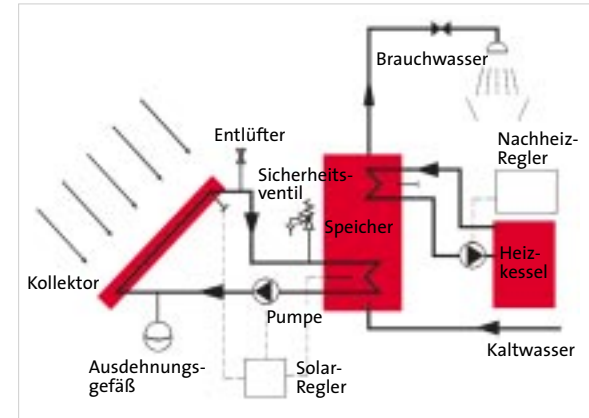 Brauchwasser
Entlüfter
Nachheiz-
Regler
Sicherheits-
ventil
Speicher
Heiz-
kessel
Kollektor
Pumpe
Kaltwasser
Ausdehnungs-
gefäß
Solar-
Regler